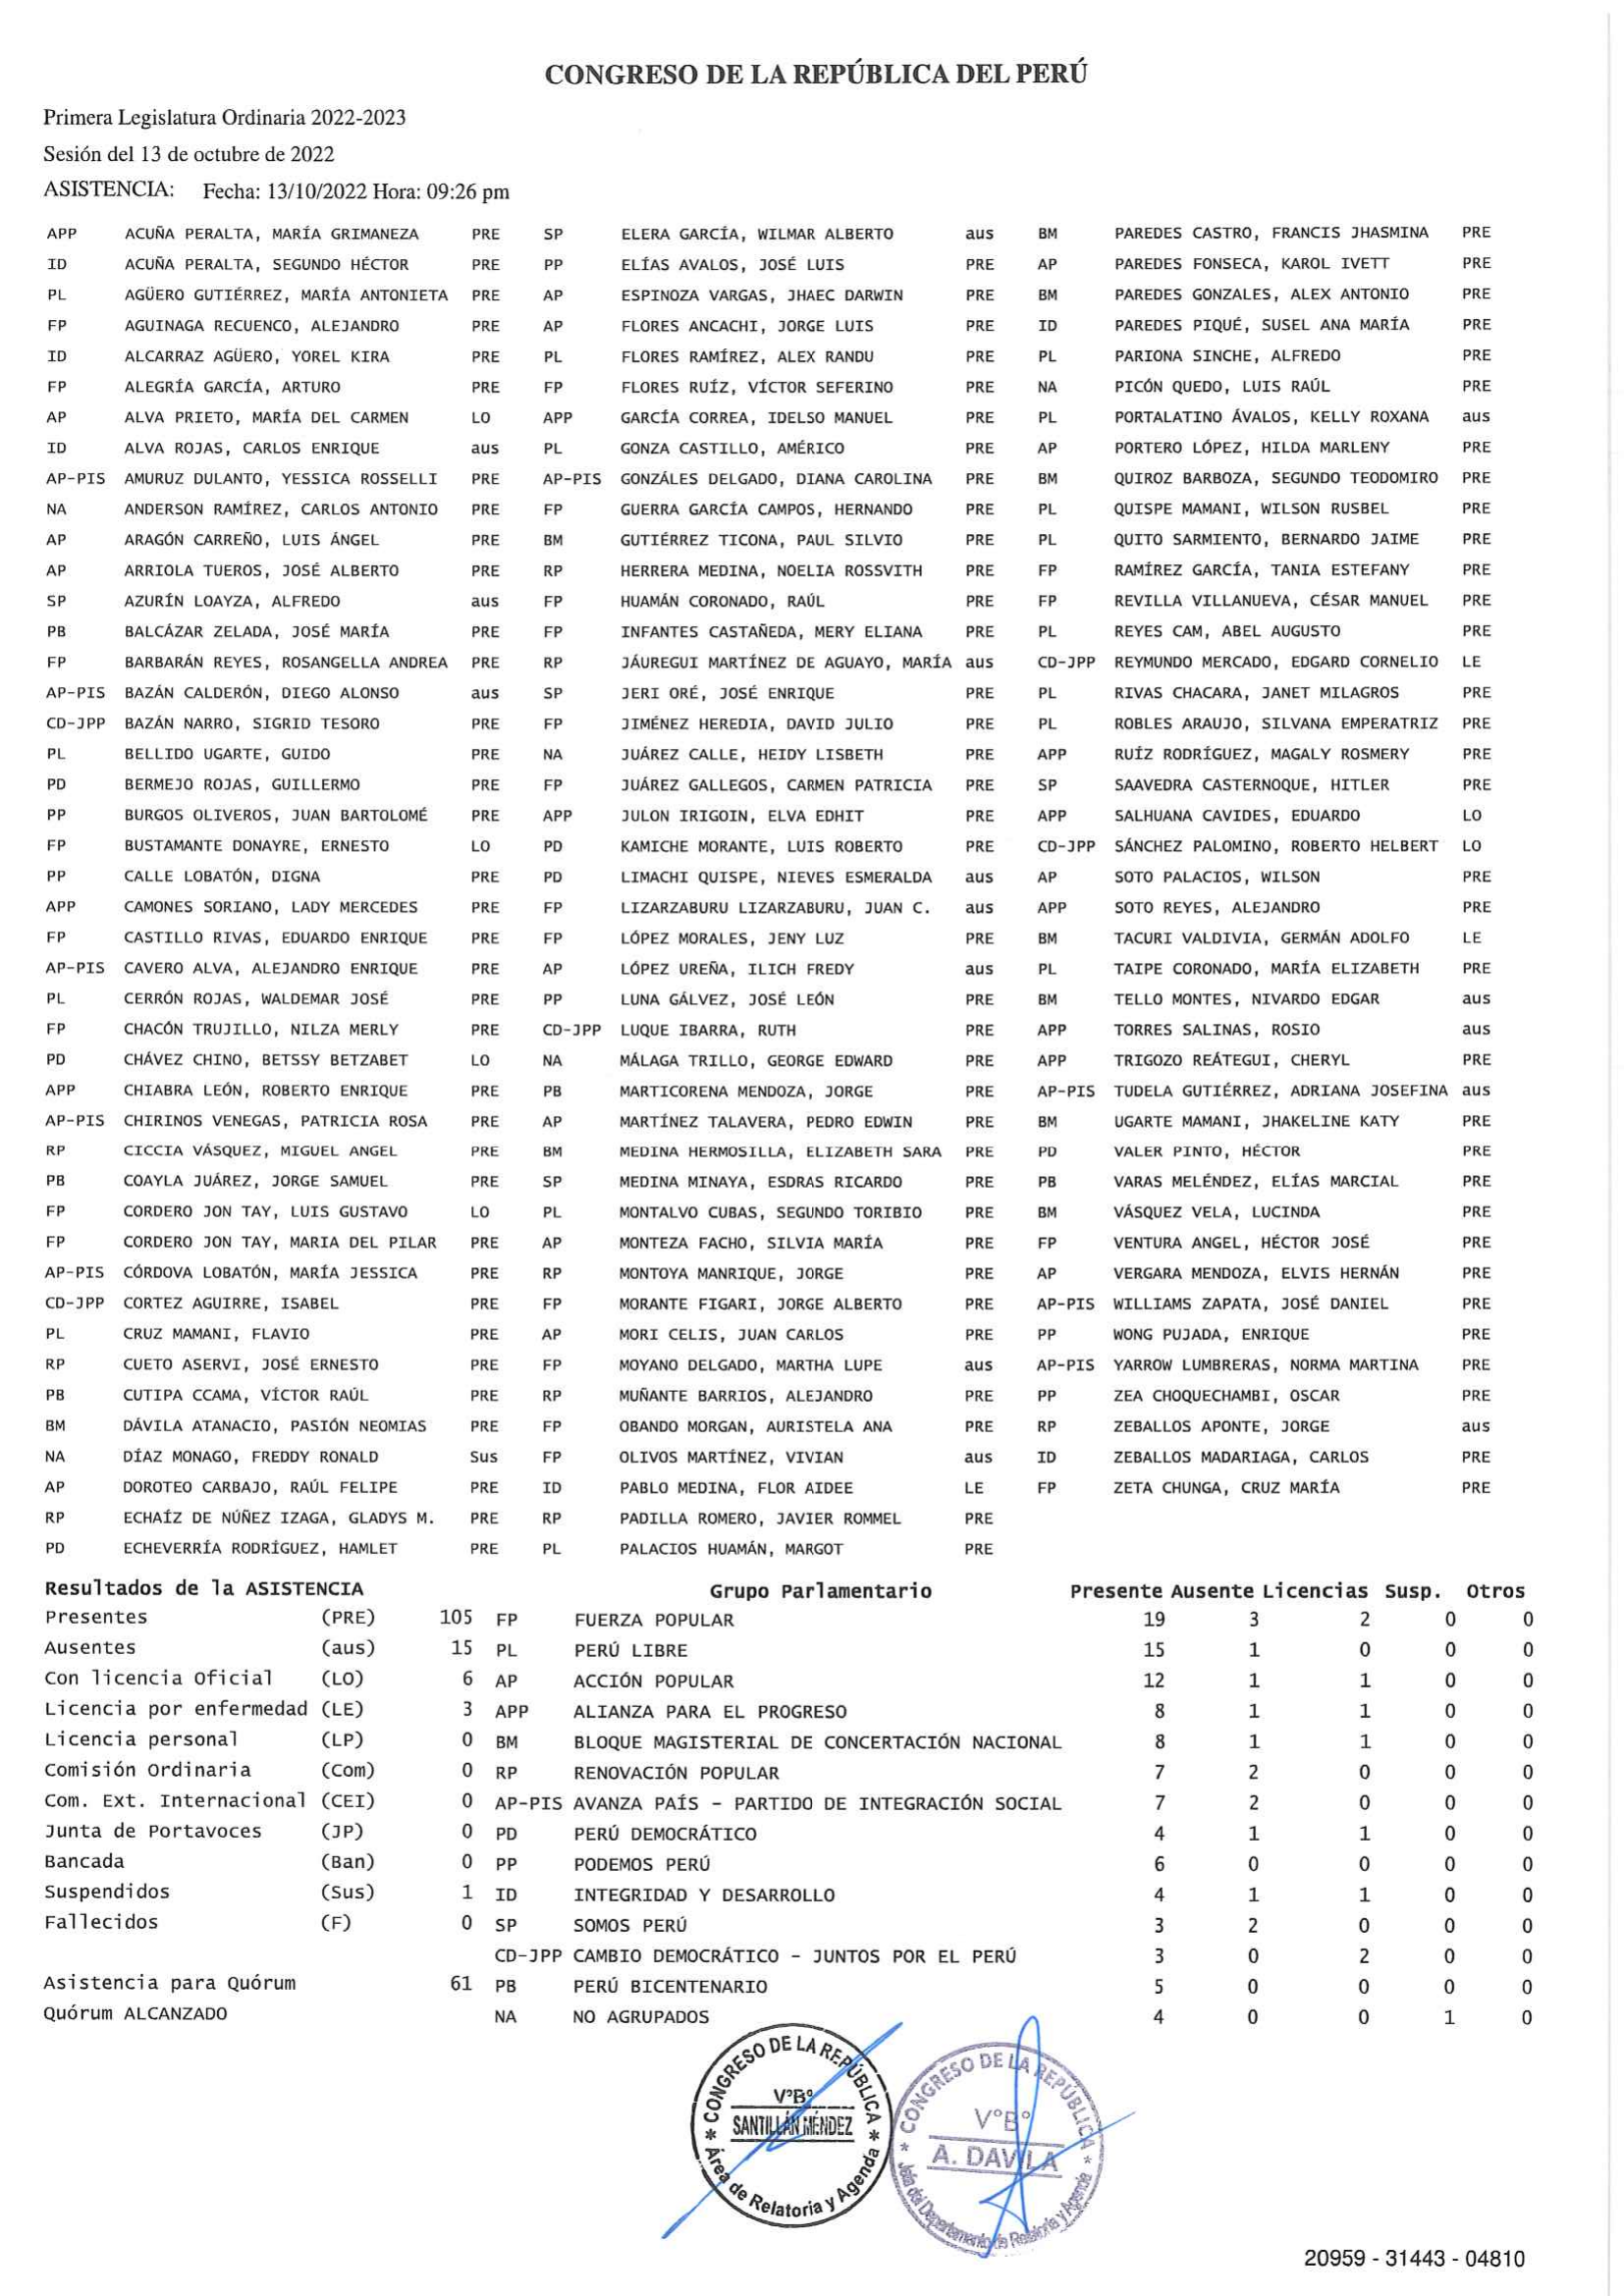 CONGRESO DE LA REPÚBLICA DEL PERÚ
Primera Legislatura Ordinaria 2022-2023
Sesión del 13 de octubre de 2022
ASISTENCIA: Fecha: 13/10/2022 Hora: 09:26 pm
APP ACUÑA PERALTA, MARÍA GRIMANEZA PRE SP ELERA GARCÍA, WILMAR ALBERTO aus BM PAREDES CASTRO, FRANCIS JHASMINA PRE
ID ACUÑA PERALTA, SEGUNDO HÉCTOR PRE PP ELÍAS AVALOS, JOSÉ LUIS PRE AP PAREDES FONSECA, KAROL IVETT PRE
PL AGÜERO GUTIÉRREZ, MARÍA ANTONIETA PRE AP ESPINOZA VARGAS, JHAEC DARWIN PRE BM PAREDES GONZALES, ALEX ANTONIO PRE
FP AGUINAGA RECUENCO, ALEJANDRO PRE AP FLORES ANCACHI, JORGE LUIS PRE ID PAREDES PIQUÉ, SUSEL ANA MARÍA PRE
ID ALCARRAZ AGÜERO, YOREL KIRA PRE PL FLORES RAMÍREZ, ALEX RANDU PRE PL PARIONA SINCHE, ALFREDO PRE
FP ALEGRÍA GARCÍA, ARTURO PRE FP FLORES RUÍZ, VÍCTOR SEFERINO PRE NA PICÓN QUEDO, LUIS RAÚL PRE
AP ALVA PRIETO, MARÍA DEL CARMEN LO APP GARCÍA CORREA, IDELSO MANUEL PRE PL PORTALATINO ÁVALOS, KELLY ROXANA aus
ID ALVA ROJAS, CARLOS ENRIQUE aus PL GONZA CASTILLO, AMÉRICO PRE AP PORTERO LÓPEZ, HILDA MARLENY PRE
AP-PIS AMURUZ DULANTO, YESSICA ROSSELLI PRE AP-PIS GONZÁLES DELGADO, DIANA CAROLINA PRE BM QUIROZ BARBOZA, SEGUNDO TEODOMIRO PRE
NA ANDERSON RAMÍREZ, CARLOS ANTONIO PRE FP GUERRA GARCÍA CAMPOS, HERNANDO PRE PL QUISPE MAMANI, WILSON RUSBEL PRE
AP ARAGÓN CARREÑO, LUIS ÁNGEL PRE BM GUTIÉRREZ TICONA, PAUL SILVIO PRE PL QUITO SARMIENTO, BERNARDO JAIME PRE
AP ARRIOLA TUEROS, JOSÉ ALBERTO PRE RP HERRERA MEDINA, NOELIA ROSSVITH PRE FP RAMÍREZ GARCÍA, TANIA ESTEFANY PRE
SP AZURÍN LOAYZA, ALFREDO aus FP HUAMÁN CORONADO, RAÚL PRE FP REVILLA VILLANUEVA, CÉSAR MANUEL PRE
PB BALCÁZAR ZELADA, JOSÉ MARÍA PRE FP INFANTES CASTAÑEDA, MERY ELIANA PRE PL REYES CAM, ABEL AUGUSTO PRE
FP BARBARÁN REYES, ROSANGELLA ANDREA PRE RP JÁUREGUI MARTÍNEZ DE AGUAYO, MARÍA aus CD-JPP REYMUNDO MERCADO, EDGARD CORNELIO LE
AP-PIS BAZÁN CALDERÓN, DIEGO ALONSO aus SP JERI ORÉ, JOSÉ ENRIQUE PRE PL RIVAS CHACARA, JANET MILAGROS PRE
CD-JPP BAZÁN NARRO, SIGRID TESORO PRE FP JIMÉNEZ HEREDIA, DAVID JULIO PRE PL ROBLES ARAUJO, SILVANA EMPERATRIZ PRE
PL BELLIDO UGARTE, GUIDO PRE NA JUÁREZ CALLE, HEIDY LISBETH PRE APP RUÍZ RODRÍGUEZ, MAGALY ROSMERY PRE
PD BERMEJO ROJAS, GUILLERMO PRE FP JUÁREZ GALLEGOS, CARMEN PATRICIA PRE SP SAAVEDRA CASTERNOQUE, HITLER PRE
PP BURGOS OLIVEROS, JUAN BARTOLOMÉ PRE APP JULON IRIGOIN, ELVA EDHIT PRE APP SALHUANA CAVIDES, EDUARDO LO
FP BUSTAMANTE DONAYRE, ERNESTO LO PD KAMICHE MORANTE, LUIS ROBERTO PRE CD-JPP SÁNCHEZ PALOMINO, ROBERTO HELBERT LO
PP CALLE LOBATÓN, DIGNA PRE PD LIMACHI QUISPE, NIEVES ESMERALDA aus AP SOTO PALACIOS, WILSON PRE
APP CAMONES SORIANO, LADY MERCEDES PRE FP LIZARZABURU LIZARZABURU, JUAN C. aus APP SOTO REYES, ALEJANDRO PRE
FP CASTILLO RIVAS, EDUARDO ENRIQUE PRE FP LÓPEZ MORALES, JENY LUZ PRE BM TACURI VALDIVIA, GERMÁN ADOLFO LE
AP-PIS CAVERO ALVA, ALEJANDRO ENRIQUE PRE AP LÓPEZ UREÑA, ILICH FREDY aus PL TAIPE CORONADO, MARÍA ELIZABETH PRE
PL CERRÓN ROJAS, WALDEMAR JOSÉ PRE PP LUNA GÁLVEZ, JOSÉ LEÓN PRE BM TELLO MONTES, NIVARDO EDGAR aus
FP CHACÓN TRUJILLO, NILZA MERLY PRE CD-JPP LUQUE IBARRA, RUTH PRE APP TORRES SALINAS, ROSIO aus
PD CHÁVEZ CHINO, BETSSY BETZABET LO NA MÁLAGA TRILLO, GEORGE EDWARD PRE APP TRIGOZO REÁTEGUI, CHERYL PRE
APP CHIABRA LEÓN, ROBERTO ENRIQUE PRE PB MARTICORENA MENDOZA, JORGE PRE AP-PIS TUDELA GUTIÉRREZ, ADRIANA JOSEFINA aus
AP-PIS CHIRINOS VENEGAS, PATRICIA ROSA PRE AP MARTÍNEZ TALAVERA, PEDRO EDWIN PRE BM UGARTE MAMANI, JHAKELINE KATY PRE
RP CICCIA VÁSQUEZ, MIGUEL ANGEL PRE BM MEDINA HERMOSILLA, ELIZABETH SARA PRE PD VALER PINTO, HÉCTOR PRE
PB COAYLA JUÁREZ, JORGE SAMUEL PRE SP MEDINA MINAYA, ESDRAS RICARDO PRE PB VARAS MELÉNDEZ, ELÍAS MARCIAL PRE
FP CORDERO JON TAY, LUIS GUSTAVO LO PL MONTALVO CUBAS, SEGUNDO TORIBIO PRE BM VÁSQUEZ VELA, LUCINDA PRE
FP CORDERO JON TAY, MARIA DEL PILAR PRE AP MONTEZA FACHO, SILVIA MARÍA PRE FP VENTURA ANGEL, HÉCTOR JOSÉ PRE
AP-PIS CÓRDOVA LOBATÓN, MARÍA JESSICA PRE RP MONTOYA MANRIQUE, JORGE PRE AP VERGARA MENDOZA, ELVIS HERNÁN PRE
CD-JPP CORTEZ AGUIRRE, ISABEL PRE FP MORANTE FIGARI, JORGE ALBERTO PRE AP-PIS WILLIAMS ZAPATA, JOSÉ DANIEL PRE
PL CRUZ MAMANI, FLAVIO PRE AP MORI CELIS, JUAN CARLOS PRE PP WONG PUJADA, ENRIQUE PRE
RP CUETO ASERVI, JOSÉ ERNESTO PRE FP MOYANO DELGADO, MARTHA LUPE aus AP-PIS YARROW LUMBRERAS, NORMA MARTINA PRE
PB CUTIPA CCAMA, VÍCTOR RAÚL PRE RP MUÑANTE BARRIOS, ALEJANDRO PRE PP ZEA CHOQUECHAMBI, OSCAR PRE
BM DÁVILA ATANACIO, PASIÓN NEOMIAS PRE FP OBANDO MORGAN, AURISTELA ANA PRE RP ZEBALLOS APONTE, JORGE aus
NA DÍAZ MONAGO, FREDDY RONALD Sus FP OLIVOS MARTÍNEZ, VIVIAN aus ID ZEBALLOS MADARIAGA, CARLOS PRE
AP DOROTEO CARBAJO, RAÚL FELIPE PRE ID PABLO MEDINA, FLOR AIDEE LE FP ZETA CHUNGA, CRUZ MARÍA PRE
RP ECHAÍZ DE NÚÑEZ IZAGA, GLADYS M. PRE RP PADILLA ROMERO, JAVIER ROMMEL PRE
PD ECHEVERRÍA RODRÍGUEZ, HAMLET PRE PL PALACIOS HUAMÁN, MARGOT PRE
Resultados de la ASISTENCIA Grupo Parlamentario Presente Ausente Licencias Susp. Otros
Presentes (PRE) 105 FP FUERZA POPULAR 19 3 2 0 0
Ausentes (aus) 15 PL PERÚ LIBRE 15 1 0 0 0
Con licencia Oficial (LO) 6 AP ACCIÓN POPULAR 12 1 1 0 0
Licencia por enfermedad (LE) 3 APP ALIANZA PARA EL PROGRESO 8 1 1 0 0
Licencia personal (LP) 0 BM BLOQUE MAGISTERIAL DE CONCERTACIÓN NACIONAL 8 1 1 0 0
Comisión Ordinaria (Com) 0 RP RENOVACIÓN POPULAR 7 2 0 0 0
Com. Ext. Internacional (CEI) 0 AP-PIS AVANZA PAÍS - PARTIDO DE INTEGRACIÓN SOCIAL 7 2 0 0 0
Junta de Portavoces (JP) 0 PD PERÚ DEMOCRÁTICO 4 1 1 0 0
Bancada (Ban) 0 PP PODEMOS PERÚ 6 0 0 0 0
Suspendidos (Sus) 1 ID INTEGRIDAD Y DESARROLLO 4 1 1 0 0
Fallecidos (F) 0 SP SOMOS PERÚ 3 2 0 0 0
CD-JPP CAMBIO DEMOCRÁTICO - JUNTOS POR EL PERÚ 3 0 2 0 0
Asistencia para Quórum 61 PB PERÚ BICENTENARIO 5 0 0 0 0
Quórum ALCANZADO NA NO AGRUPADOS 4 0 0 1 0
* CONGRESO DE LA REPÚBLICA *
V°B°
SANTILLÁN MÉNDEZ
Área de Relatoria y Agenda
* CONGRESO DE LA REPÚBLICA *
V°B°
A. DAVILA
Jefa del Departamento de Relatoría y Agenda
20959 - 31443 - 04810